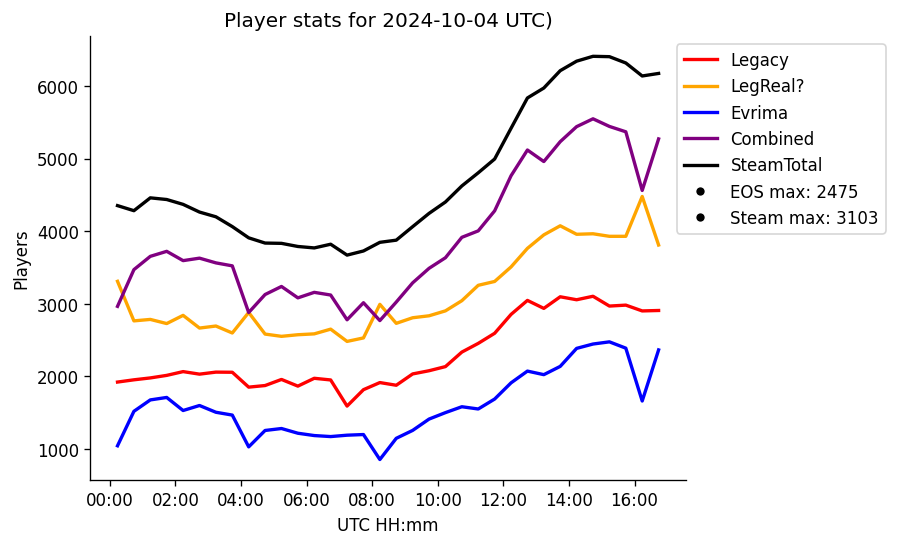 Player stats for 2024-10-04 UTC)
Legacy
LegReal?
Evrima
Combined
SteamTotal
EOS max: 2475
Steam max: 3103
Players
6000
5000
4000
3000
2000
1000
00:00 02:00 04:00 06:00 08:00 10:00 12:00 14:00 16:00
UTC HH:mm